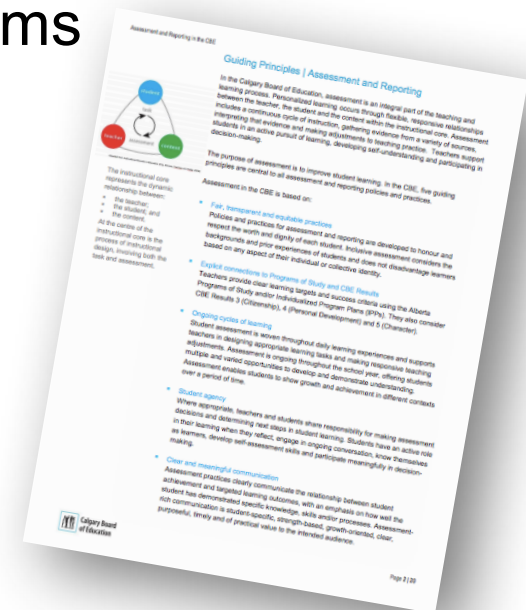 ms
Assessment and Reporting in the CBE
Guiding Principles | Assessment and Reporting
In the Calgary Board of Education, assessment is an integral part of the teaching and
learning process. Personalized learning occurs through flexible, responsive relationships
between the teacher, the student and the content within the instructional core. Assessment
includes a continuous cycle of instruction, gathering evidence from a variety of sources,
interpreting that evidence and making adjustments to teaching practice. Teachers support
students in an active pursuit of learning, developing self-understanding and participating in
decision-making.
The purpose of assessment is to improve student learning. In the CBE, five guiding
principles are central to all assessment and reporting policies and practices.
Assessment in the CBE is based on:
Student
task
assessment
Teacher
Content
The instructional core
represents the dynamic
relationship between:
• the teacher;
• the student; and
• the content.
At the centre of the
instructional core is the
process of instructional
design, involving both the
task and assessment.
• Fair, transparent and equitable practices
Policies and practices for assessment and reporting are developed to honour and
respect the worth and dignity of each student. Inclusive assessment considers the
backgrounds and prior experiences of students and does not disadvantage learners
based on any aspect of their individual or collective identity.
• Explicit connections to Programs of Study and CBE Results
Teachers provide clear learning targets and success criteria using the Alberta
Programs of Study and/or Individualized Program Plans (IPPs). They also consider
CBE Results 3 (Citizenship), 4 (Personal Development) and 5 (Character).
• Ongoing cycles of learning
Student assessment is woven throughout daily learning experiences and supports
teachers in designing appropriate learning tasks and making responsive teaching
adjustments. Assessment is ongoing throughout the school year, offering students
multiple and varied opportunities to develop and demonstrate understanding.
Assessment enables students to show growth and achievement in different contexts
over a period of time.
• Student agency
Where appropriate, teachers and students share responsibility for making assessment
decisions and determining next steps in student learning. Students have an active role
in their learning when they reflect, engage in ongoing conversation, know themselves
as learners, develop self-assessment skills and participate meaningfully in decision-
making.
• Clear and meaningful communication
Assessment practices clearly communicate the relationship between student
achievement and targeted learning outcomes, with an emphasis on how well the
student has demonstrated specific knowledge, skills and/or processes. Assessment-
rich communication is student-specific, strength-based, growth-oriented, clear,
purposeful, timely and of practical value to the intended audience.
Calgary Board
of Education
Page 2 | 23